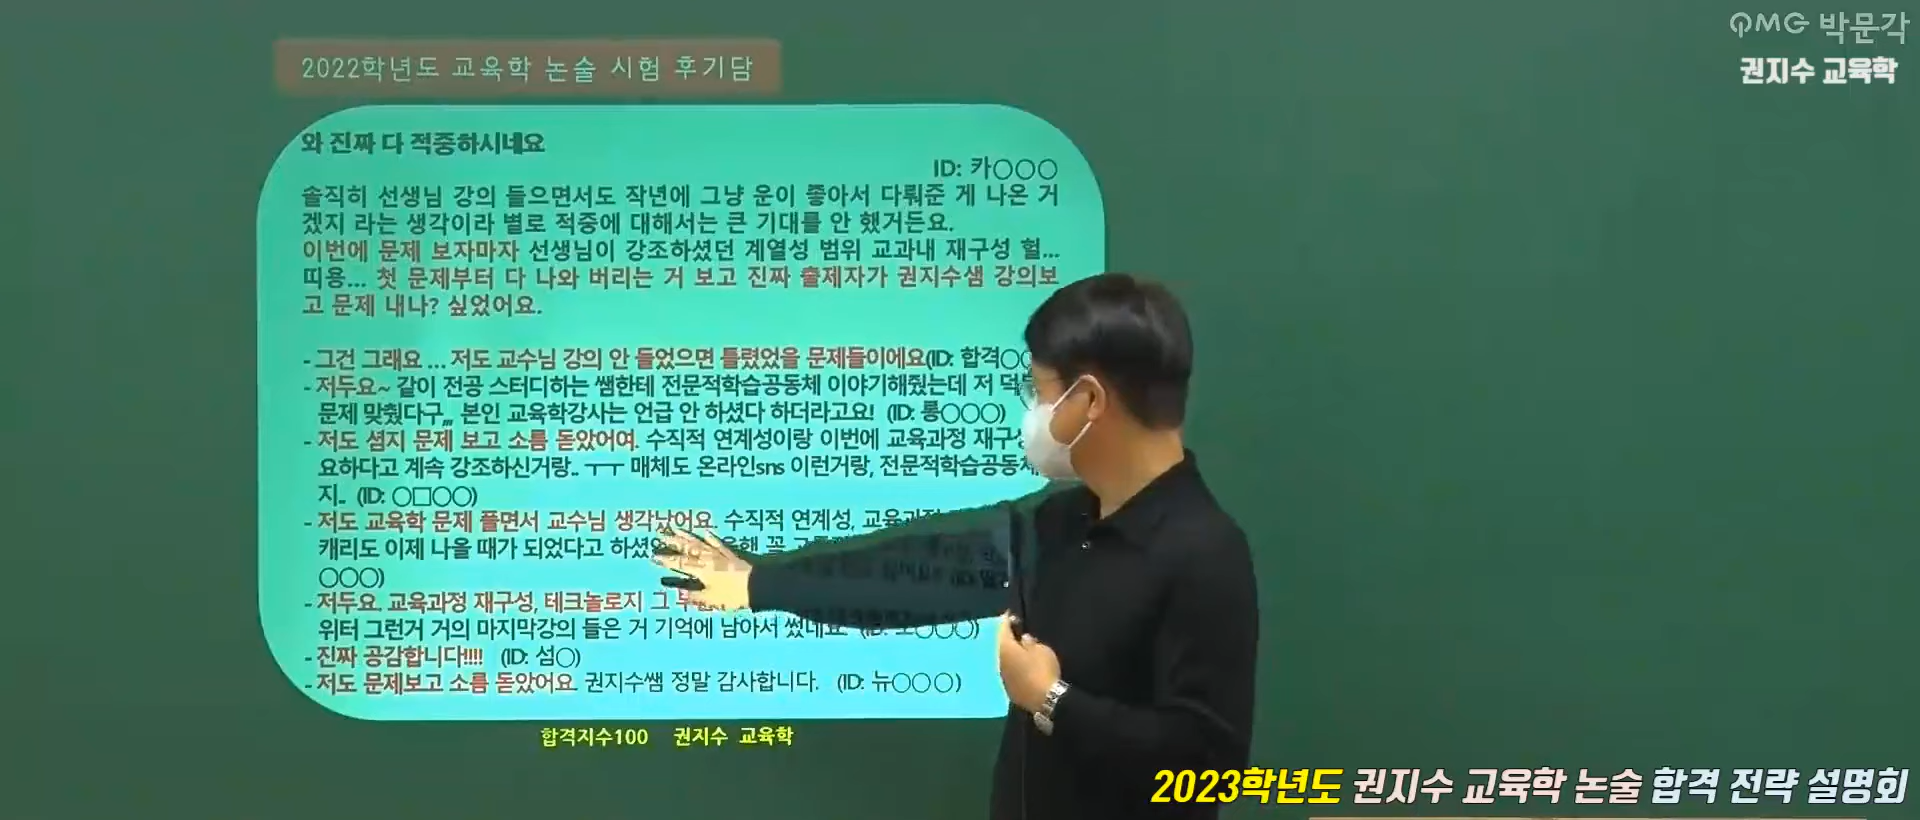 PMG 박문각
권지수 교육학
2022학년도 교육학 논술 시험 후기담
와 진짜 다 적중하시네요
ID: 카○○○
솔직히 선생님 강의 들으면서도 작년에 그냥 운이 좋아서 다뤄준 게 나온 거
겠지 라는 생각이라 별로 적중에 대해서는 큰 기대를 안 했거든요.
이번에 문제 보자마자 선생님이 강조하셨던 계열성 범위 교과내 재구성 헐...
띠용... 첫 문제부터 다 나와 버리는 거 보고 진짜 출제자가 권지수샘 강의보
고 문제 내나? 싶었어요.
- 그건 그래요 ... 저도 교수님 강의 안 들었으면 틀렸었을 문제들이에요(ID: 합격○○
- 저두요~ 같이 전공 스터디하는 쌤한테 전문적학습공동체 이야기해줬는데 저
문제 맞췄다구,,, 본인 교육학강사는 언급 안 하셨다 하더라고요! (ID: 롱○○○)
- 저도 셤지 문제 보고 소름 돋았어여. 수직적 연계성이랑 이번에 교육과정
요하다고 계속 강조하신거랑.. ㅜㅜ 매체도 온라인sns 이런거랑,
지.. (ID: ○□○○)
- 저도 교육학 문제 풀면서 교수님 생각났어요. 수직적 연계성,
캐리도 이제 나올 때가 되었다고
○○○)
- 저두요. 교육과정 재구성, 테크놀로지 그
위터 그런거 거의 마지막강의 들은 거 기억에 남아서 썼네요
- 진짜 공감합니다!!!! (ID: 섬○)
- 저도 문제보고 소름 돋았어요. 권지수쌤 정말 감사합니다. (ID: 뉴○○○)
합격지수100 권지수 교육학
2023학년도 권지수 교육학 논술 합격 전략 설명회